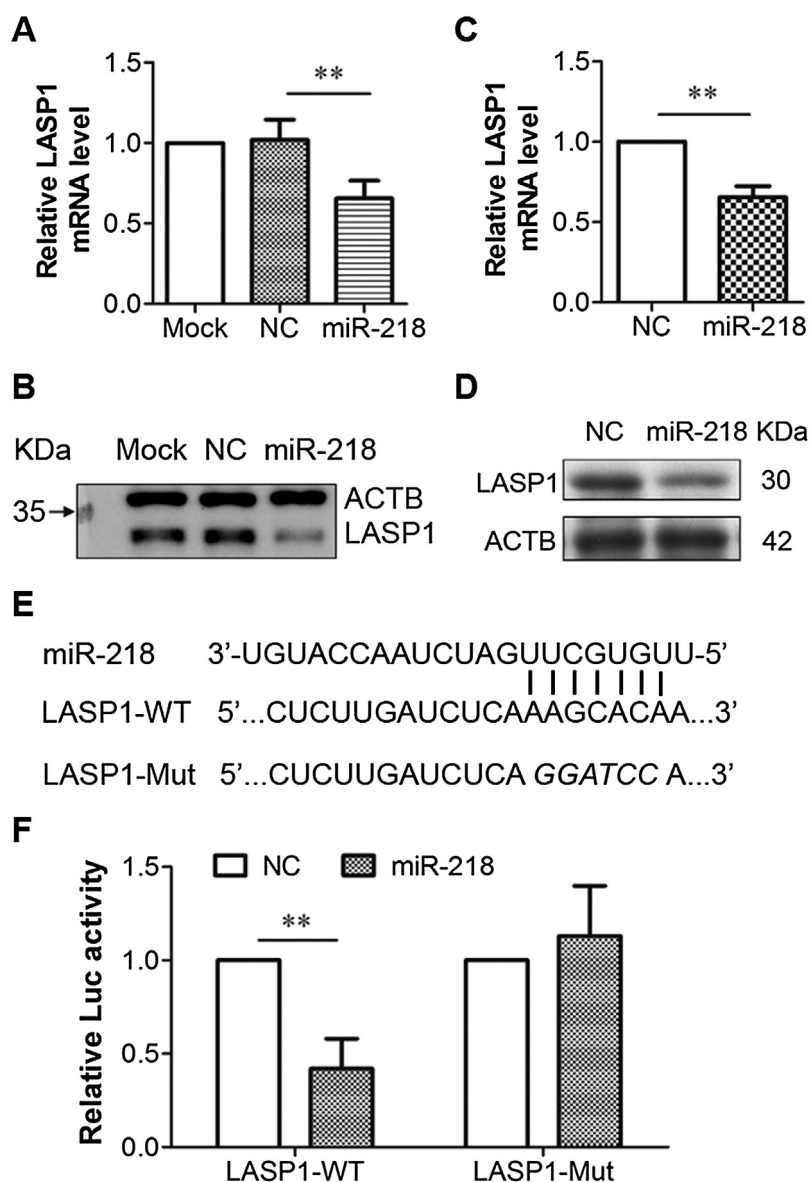 A
Relative LASP1
mRNA level
1.5
1.0
0.5
0.0
**
Mock NC miR-218
C
Relative LASP1
mRNA level
1.5
1.0
0.5
0.0
**
NC miR-218
B
KDa Mock NC miR-218
35
ACTB
LASP1
D
NC miR-218 KDa
LASP1 30
ACTB 42
E
miR-218 3’-UGUACCAAUCUAGUUCGUGUU-5’
LASP1-WT 5’...CUCUUGAUCUCAAAGCACAA...3’
LASP1-Mut 5’...CUCUUGAUCUCA GGATCC A...3’
F
Relative Luc activity
1.5
1.0
0.5
0.0
NC miR-218
**
LASP1-WT LASP1-Mut